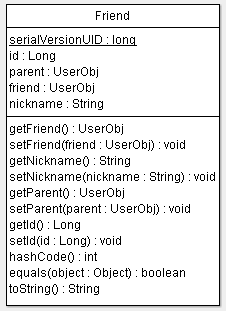 Friend
serialVersionUID : long
id : Long
parent : UserObj
friend : UserObj
nickname : String
getFriend() : UserObj
setFriend(friend : UserObj) : void
getNickname() : String
setNickname(nickname : String) : void
getParent() : UserObj
setParent(parent : UserObj) : void
getId() : Long
setId(id : Long) : void
hashCode() : int
equals(object : Object) : boolean
toString() : String